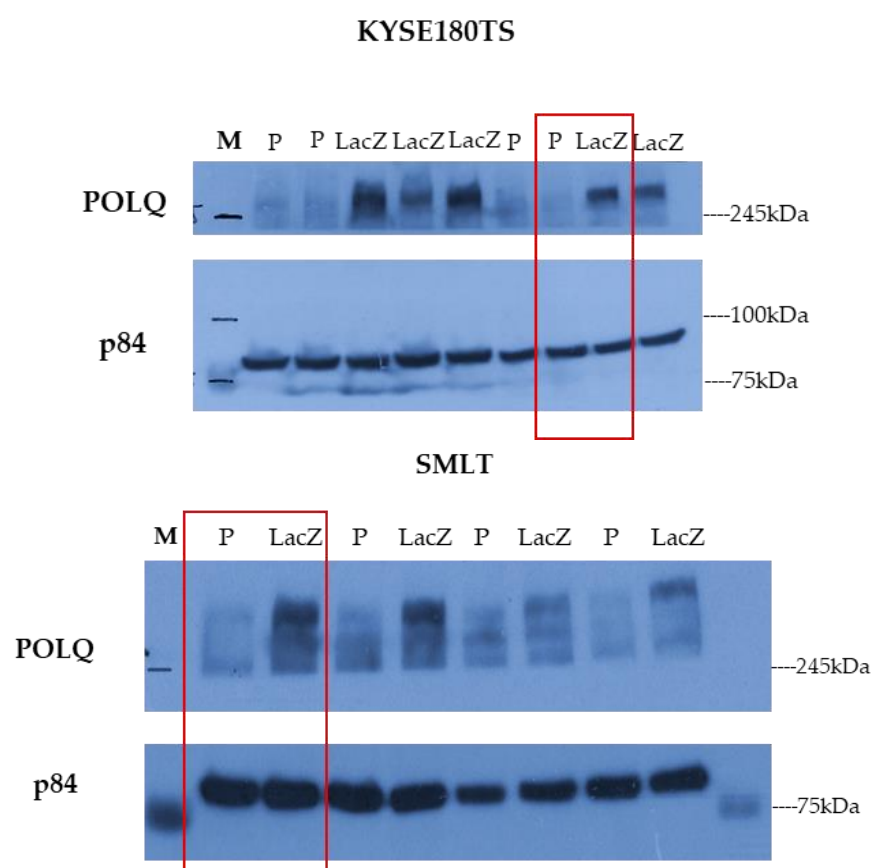 KYSE180TS
M P P LacZ LacZ LacZ P P LacZ LacZ
POLQ
----245kDa
----100kDa
p84
----75kDa
SMLT
M P LacZ P LacZ P LacZ P LacZ
POLQ
----245kDa
p84
----75kDa